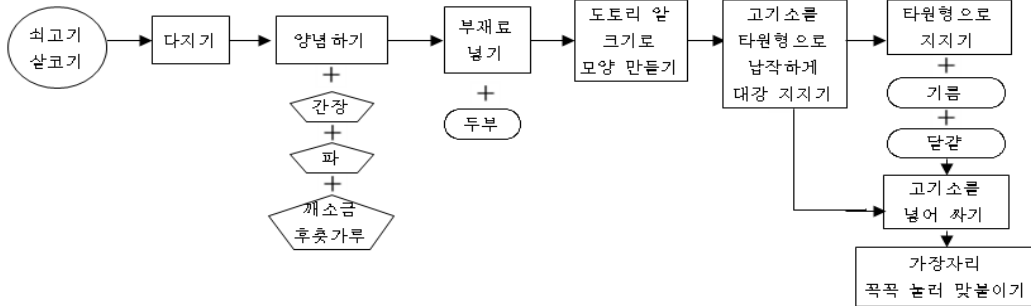 쇠고기
살코기
다지기
양념하기
간장
파
깨소금
후춧가루
부재료
넣기
두부
도토리 알
크기로
모양 만들기
고기소를
타원형으로
납작하게
대강 지지기
타원형으로
지지기
기름
달걀
고기소를
넣어 싸기
가장자리
꼭꼭 눌러 맞붙이기